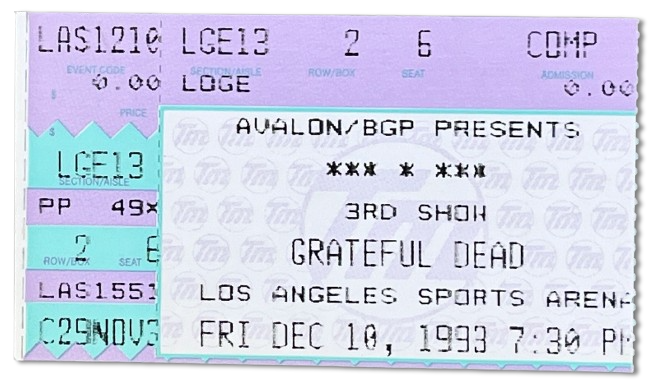 LAS1210 LGE13 2 6 COMP
EVENT CODE SECTION/AISLE ROW/BOX SEAT ADMISSION
0.00 LOGE 0.00
$
PRICE
$ AVALON/BGP PRESENTS
LGE13 *** * ***
SECTION/AISLE
PP 49X 3RD SHOW
2 6 GRATEFUL DEAD
ROW/BOX SEAT
LAS1551 LOS ANGELES SPORTS ARENA
C29NOV3 FRI DEC 10, 1993 7:30 PM